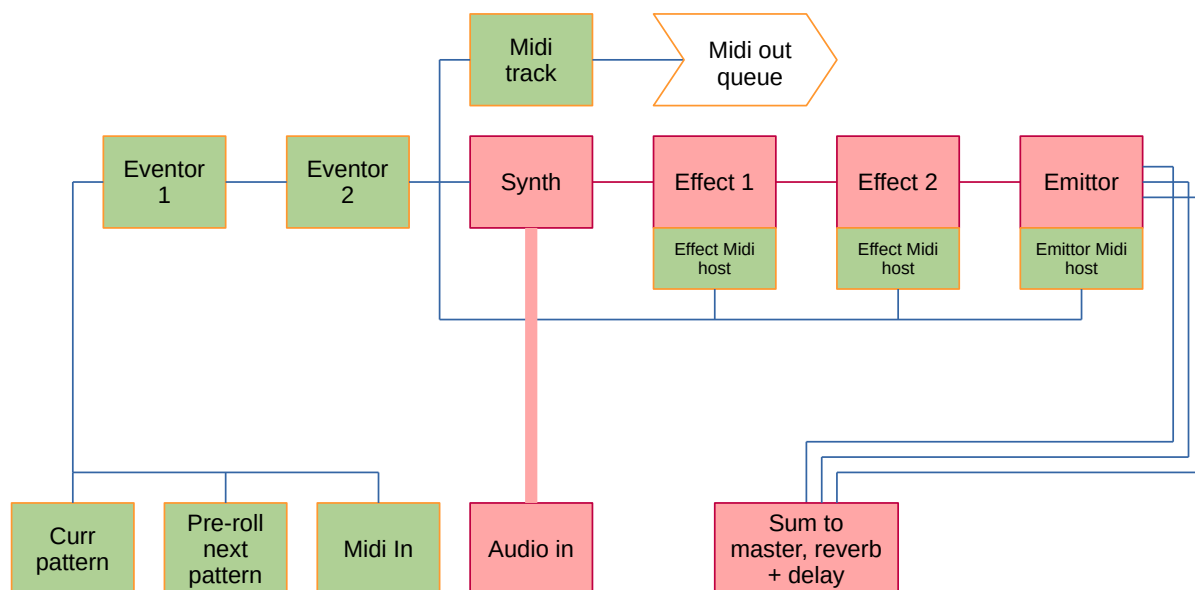 Midi
track
Midi out
queue
Eventor
1
Eventor
2
Synth
Effect 1
Effect 2
Emittor
Effect Midi
host
Effect Midi
host
Emittor Midi
host
Curr
pattern
Pre-roll
next
pattern
Midi In
Audio in
Sum to
master, reverb
+ delay